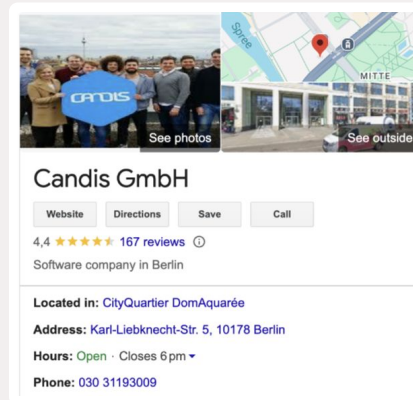 CANDIS
See photos
Spree
MITTE
See outside
Candis GmbH
Website
Directions
Save
Call
4,4 167 reviews
Software company in Berlin
Located in: CityQuartier DomAquarée
Address: Karl-Liebknecht-Str. 5, 10178 Berlin
Hours: Open · Closes 6 pm
Phone: 030 31193009